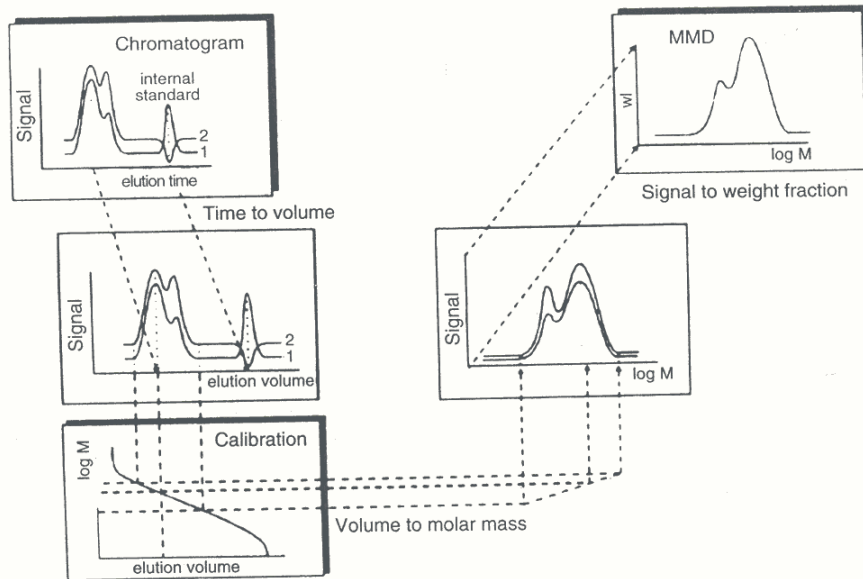 Chromatogram
internal
standard
Signal
2
1
elution time
Time to volume
MMD
wl
log M
Signal to weight fraction
Signal
2
1
elution volume
Signal
log M
Calibration
log M
elution volume
Volume to molar mass